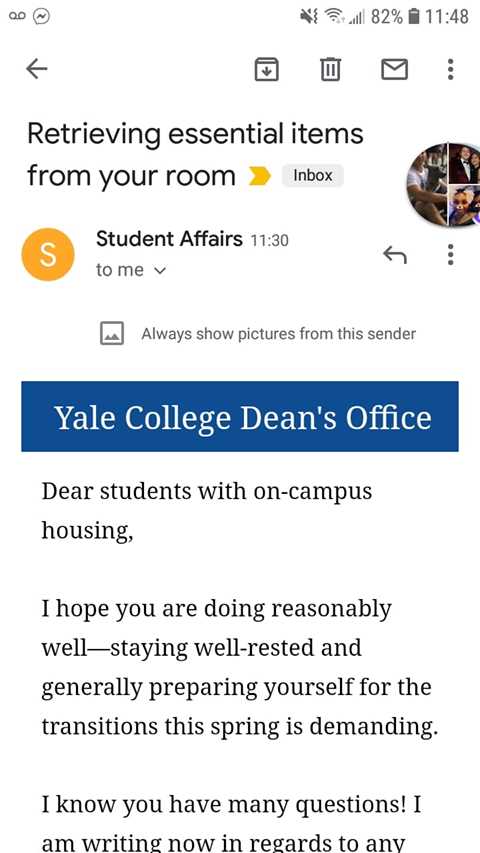 82% 11:48
Retrieving essential items
from your room Inbox
S Student Affairs 11:30
to me
Always show pictures from this sender
Yale College Dean's Office
Dear students with on-campus
housing,
I hope you are doing reasonably
well—staying well-rested and
generally preparing yourself for the
transitions this spring is demanding.
I know you have many questions! I
am writing now in regards to any